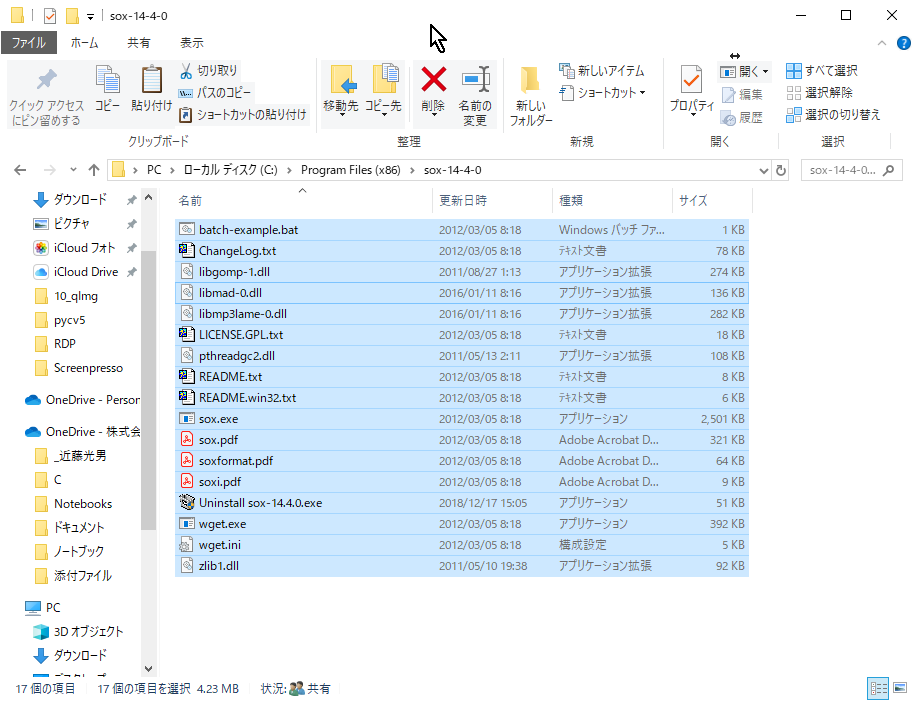 sox-14-4-0
ファイル ホーム 共有 表示
クイック アクセス
にピン留めする
コピー
貼り付け
切り取り
パスのコピー
ショートカットの貼り付け
移動先
コピー先
削除
名前の
変更
新しい
フォルダー
新しいアイテム
ショートカット
プロパティ
開く
編集
履歴
すべて選択
選択解除
選択の切り替え
クリップボード 整理 新規 開く 選択
PC ローカル ディスク (C:) Program Files (x86) sox-14-4-0
sox-14-4-0...
ダウンロード
ピクチャ
iCloud フォト
iCloud Drive
10_qlmg
pycv5
RDP
Screenpresso
OneDrive - Person
OneDrive - 株式会
_近藤光男
C
Notebooks
ドキュメント
ノートブック
添付ファイル
PC
3D オブジェクト
ダウンロード
デスクトップ
名前 更新日時 種類 サイズ
batch-example.bat 2012/03/05 8:18 Windows バッチ ファ... 1 KB
ChangeLog.txt 2012/03/05 8:18 テキスト文書 78 KB
libgomp-1.dll 2011/08/27 1:13 アプリケーション拡張 274 KB
libmad-0.dll 2016/01/11 8:16 アプリケーション拡張 136 KB
libmp3lame-0.dll 2016/01/11 8:16 アプリケーション拡張 282 KB
LICENSE.GPL.txt 2012/03/05 8:18 テキスト文書 18 KB
pthreadgc2.dll 2011/05/13 2:11 アプリケーション拡張 108 KB
README.txt 2012/03/05 8:18 テキスト文書 8 KB
README.win32.txt 2012/03/05 8:18 テキスト文書 6 KB
sox.exe 2012/03/05 8:18 アプリケーション 2,501 KB
sox.pdf 2012/03/05 8:18 Adobe Acrobat D... 321 KB
soxformat.pdf 2012/03/05 8:18 Adobe Acrobat D... 64 KB
soxi.pdf 2012/03/05 8:18 Adobe Acrobat D... 9 KB
Uninstall sox-14.4.0.exe 2018/12/17 15:05 アプリケーション 51 KB
wget.exe 2012/03/05 8:18 アプリケーション 392 KB
wget.ini 2012/03/05 8:18 構成設定 5 KB
zlib1.dll 2011/05/10 19:38 アプリケーション拡張 92 KB
17 個の項目 17 個の項目を選択 4.23 MB 状況: 共有